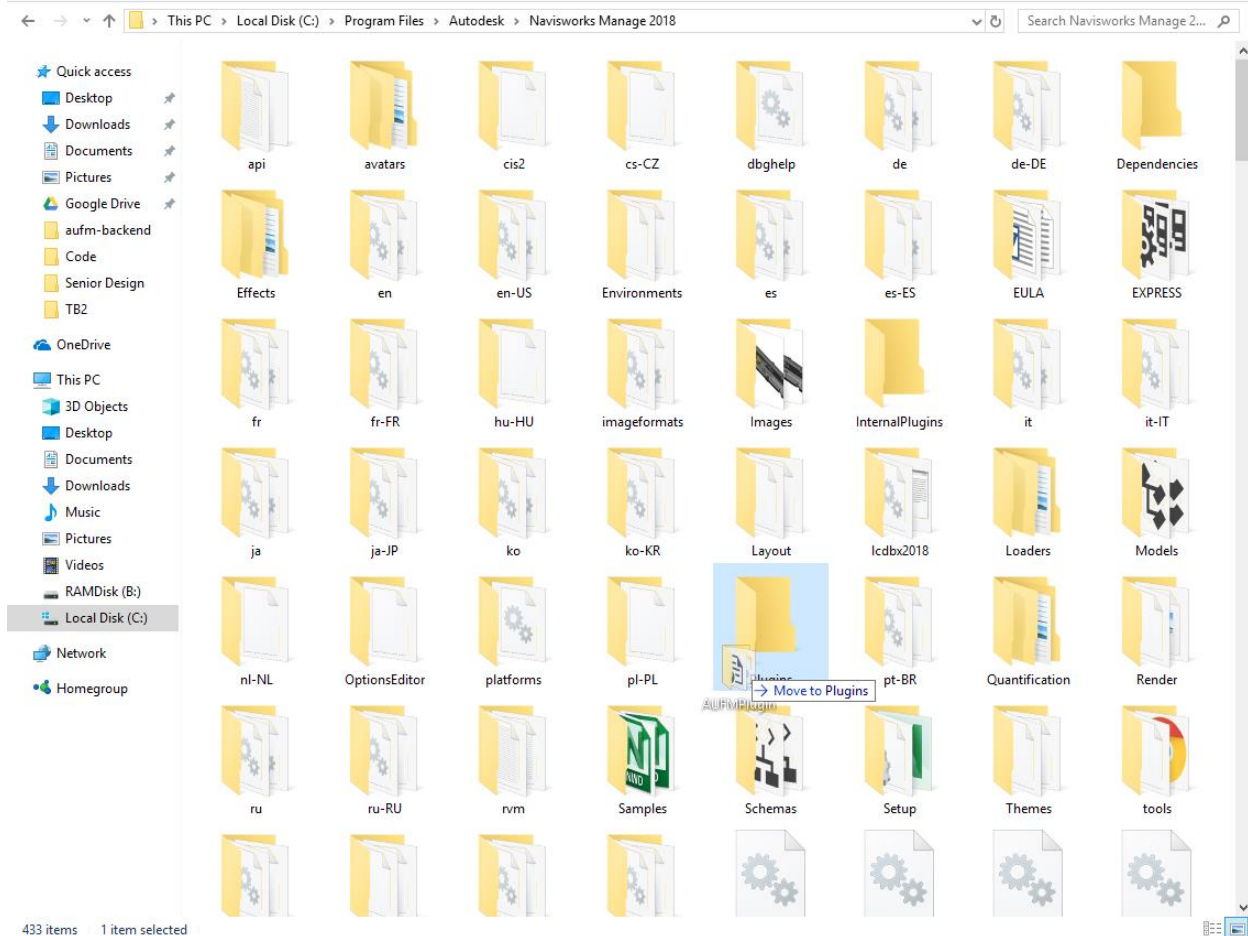 This PC > Local Disk (C:) > Program Files > Autodesk > Navisworks Manage 2018
Search Navisworks Manage 2...
Quick access
Desktop
Downloads
Documents
Pictures
Google Drive
aufm-backend
Code
Senior Design
TB2
OneDrive
This PC
3D Objects
Desktop
Documents
Downloads
Music
Pictures
Videos
RAMDisk (B:)
Local Disk (C:)
Network
Homegroup
api avatars cis2 cs-CZ dbghelp de de-DE Dependencies
Effects en en-US Environments es es-ES EULA EXPRESS
fr fr-FR hu-HU imageformats Images InternalPlugins it it-IT
ja ja-JP ko ko-KR Layout lcdbx2018 Loaders Models
nl-NL OptionsEditor platforms pl-PL Plugins pt-BR Quantification Render
→ Move to Plugins
AUFMPlugin
ru ru-RU rvm Samples Schemas Setup Themes tools
433 items 1 item selected